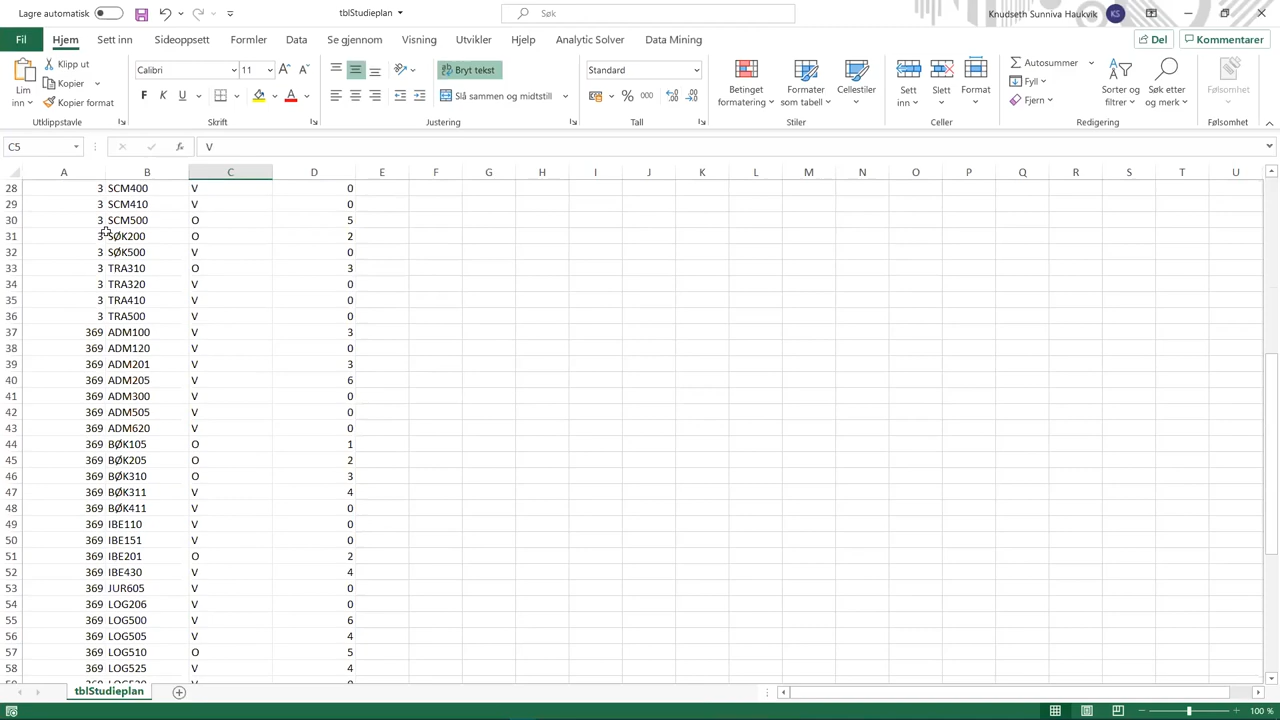 Lagre automatisk
tblStudieplan
Søk
Knudseth Sunniva Haukvik
KS
Fil
Hjem
Sett inn
Sideoppsett
Formler
Data
Se gjennom
Visning
Utvikler
Hjelp
Analytic Solver
Data Mining
Del
Kommentarer
Lim
inn
Klipp ut
Kopier
Kopier format
Calibri
11
F
K
U
Bryt tekst
Slå sammen og midtstill
Standard
%
000
Betinget
formatering
Formater
som tabell
Cellestiler
Sett
inn
Slett
Format
Autosummer
Fyll
Fjern
Sorter og
filtrer
Søk etter
og merk
Følsomhet
Utklippstavle
Skrift
Justering
Tall
Stiler
Celler
Redigering
Følsomhet
C5
fx
V
A B C D E F G H I J K L M N O P Q R S T U
28 3 SCM400 V 0
29 3 SCM410 V 0
30 3 SCM500 O 5
31 3 SØK200 O 2
32 3 SØK500 V 0
33 3 TRA310 O 3
34 3 TRA320 V 0
35 3 TRA410 V 0
36 3 TRA500 V 0
37 369 ADM100 V 3
38 369 ADM120 V 0
39 369 ADM201 V 3
40 369 ADM205 V 6
41 369 ADM300 V 0
42 369 ADM505 V 0
43 369 ADM620 V 0
44 369 BØK105 O 1
45 369 BØK205 O 2
46 369 BØK310 O 3
47 369 BØK311 V 4
48 369 BØK411 V 0
49 369 IBE110 V 0
50 369 IBE151 V 0
51 369 IBE201 O 2
52 369 IBE430 V 4
53 369 JUR605 V 0
54 369 LOG206 V 0
55 369 LOG500 V 6
56 369 LOG505 V 4
57 369 LOG510 O 5
58 369 LOG525 V 4
tblStudieplan
100 %